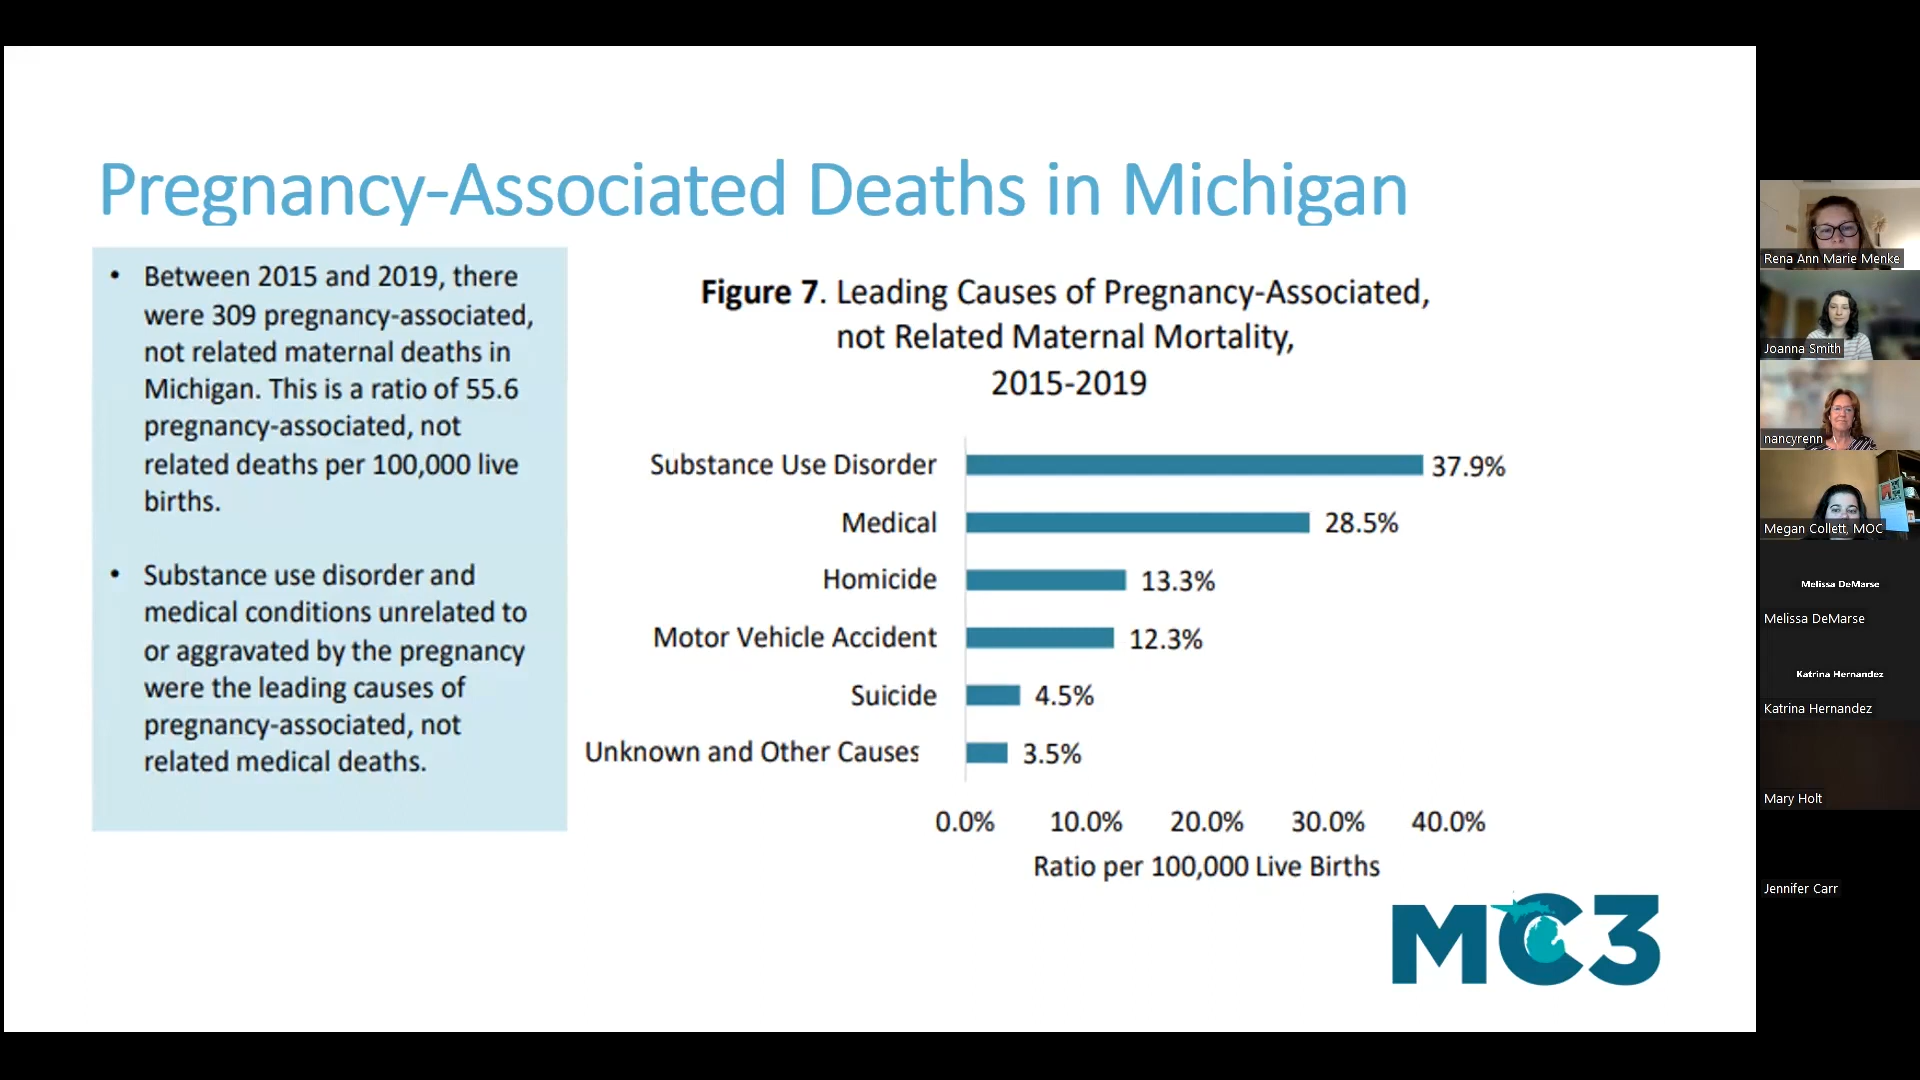 Pregnancy-Associated Deaths in Michigan
• Between 2015 and 2019, there
were 309 pregnancy-associated,
not related maternal deaths in
Michigan. This is a ratio of 55.6
pregnancy-associated, not
related deaths per 100,000 live
births.
• Substance use disorder and
medical conditions unrelated to
or aggravated by the pregnancy
were the leading causes of
pregnancy-associated, not
related medical deaths.
Figure 7. Leading Causes of Pregnancy-Associated,
not Related Maternal Mortality,
2015-2019
Substance Use Disorder 37.9%
Medical 28.5%
Homicide 13.3%
Motor Vehicle Accident 12.3%
Suicide 4.5%
Unknown and Other Causes 3.5%
0.0% 10.0% 20.0% 30.0% 40.0%
Ratio per 100,000 Live Births
MC3
Rena Ann Marie Menke
Joanna Smith
nancyrenn
Megan Collett, MOC
Melissa DeMarse
Melissa DeMarse
Katrina Hernandez
Katrina Hernandez
Mary Holt
Jennifer Carr